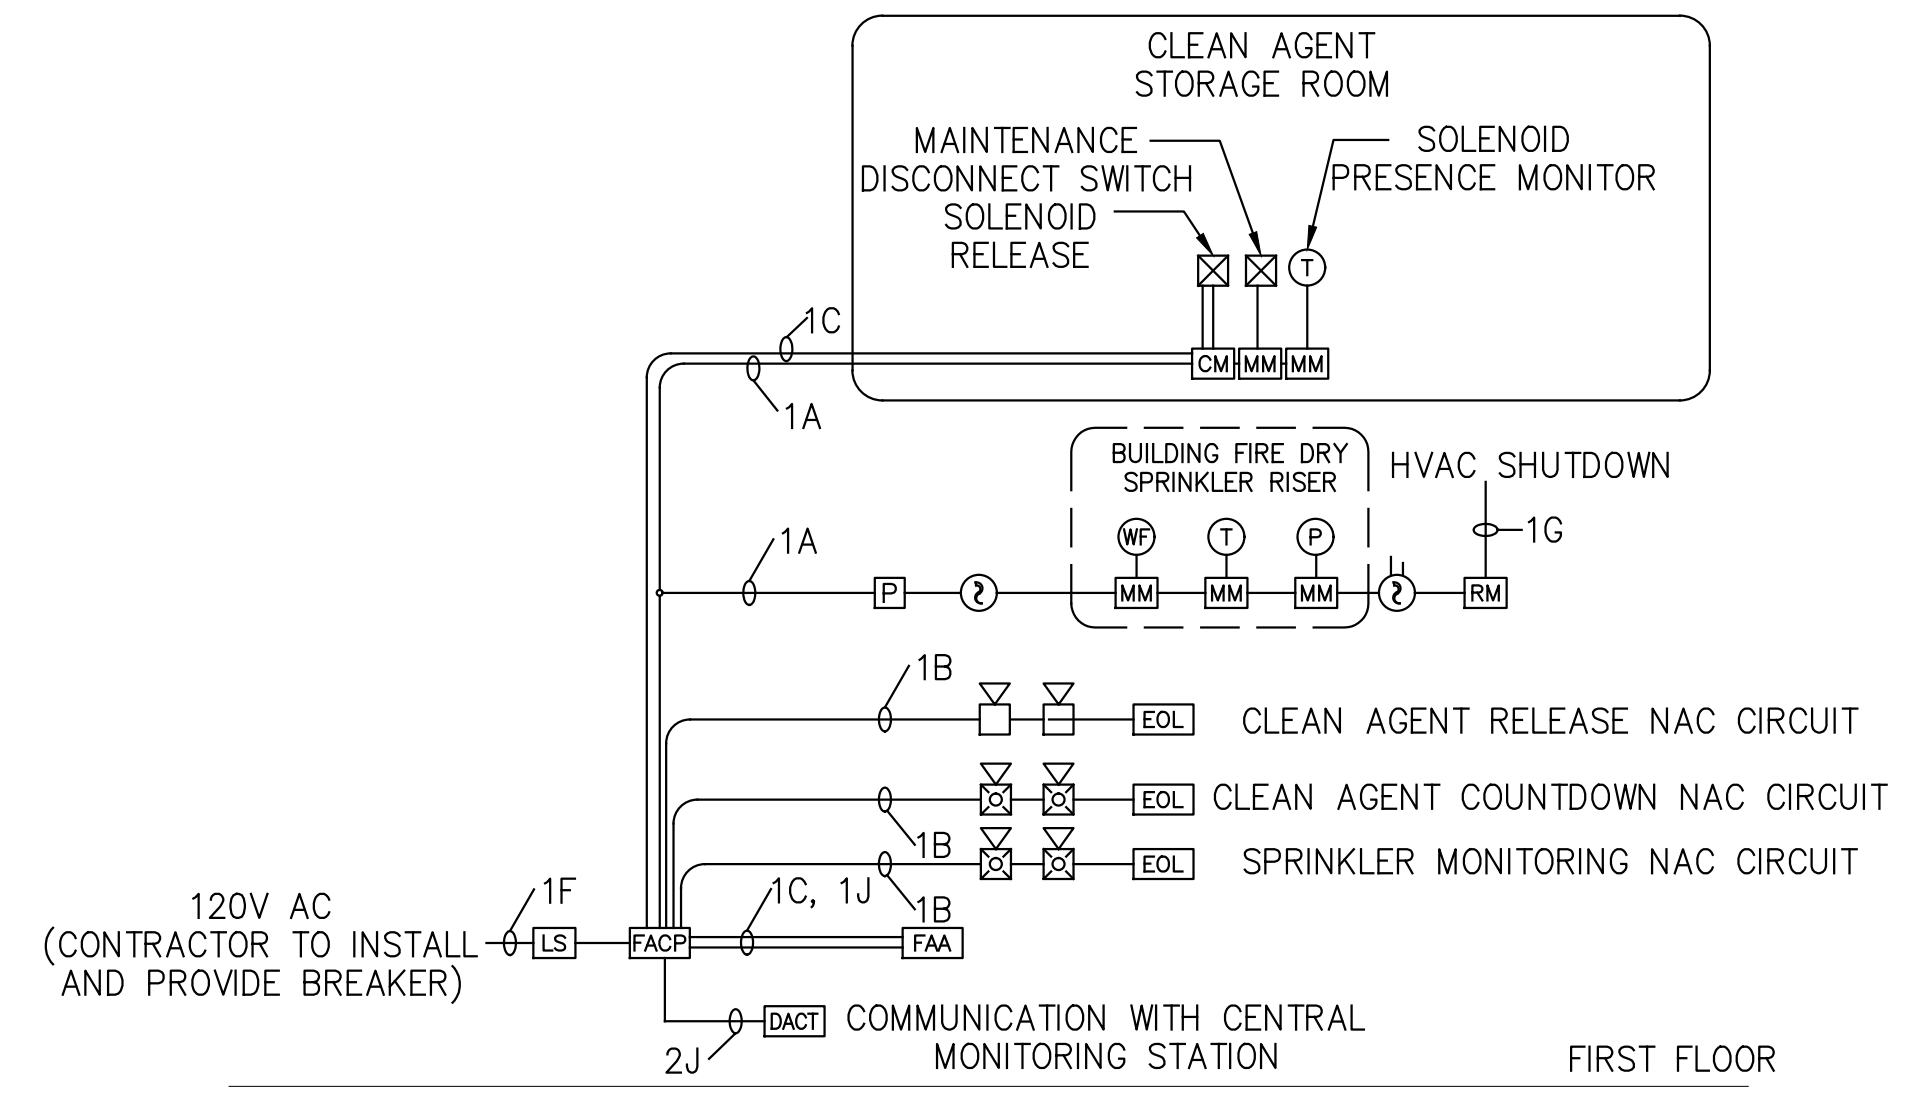 CLEAN AGENT
STORAGE ROOM
MAINTENANCE
DISCONNECT SWITCH
SOLENOID
PRESENCE MONITOR
SOLENOID
RELEASE
T
1C
CM MM MM
1A
BUILDING FIRE DRY
SPRINKLER RISER
HVAC SHUTDOWN
1G
1A
WF T P
P MM MM MM RM
1B
EOL CLEAN AGENT RELEASE NAC CIRCUIT
EOL CLEAN AGENT COUNTDOWN NAC CIRCUIT
1B
EOL SPRINKLER MONITORING NAC CIRCUIT
1C, 1J
1B
120V AC
(CONTRACTOR TO INSTALL
AND PROVIDE BREAKER)
1F
LS FACP FAA
DACT COMMUNICATION WITH CENTRAL
MONITORING STATION
2J
FIRST FLOOR